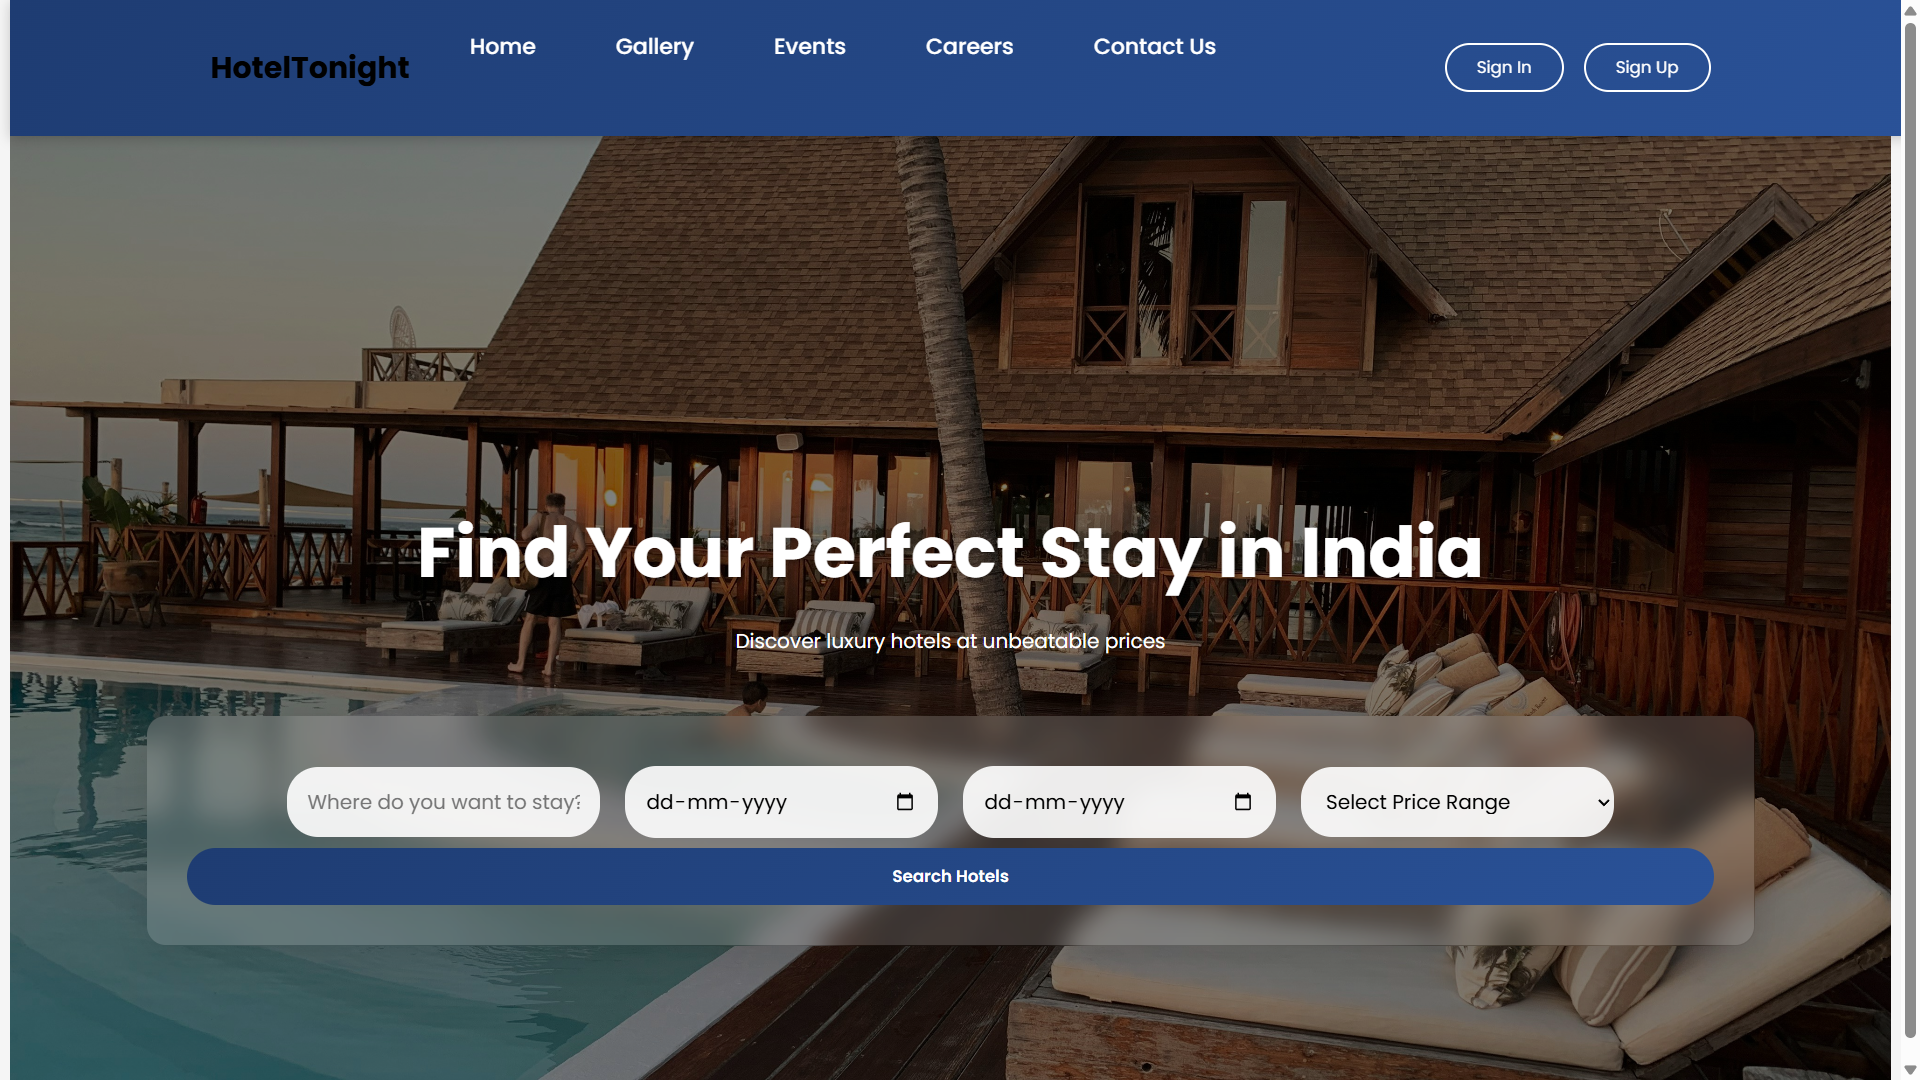 HotelTonight
Home Gallery Events Careers Contact Us
Sign In Sign Up
Find Your Perfect Stay in India
Discover luxury hotels at unbeatable prices
Where do you want to stay? dd-mm-yyyy dd-mm-yyyy Select Price Range
Search Hotels